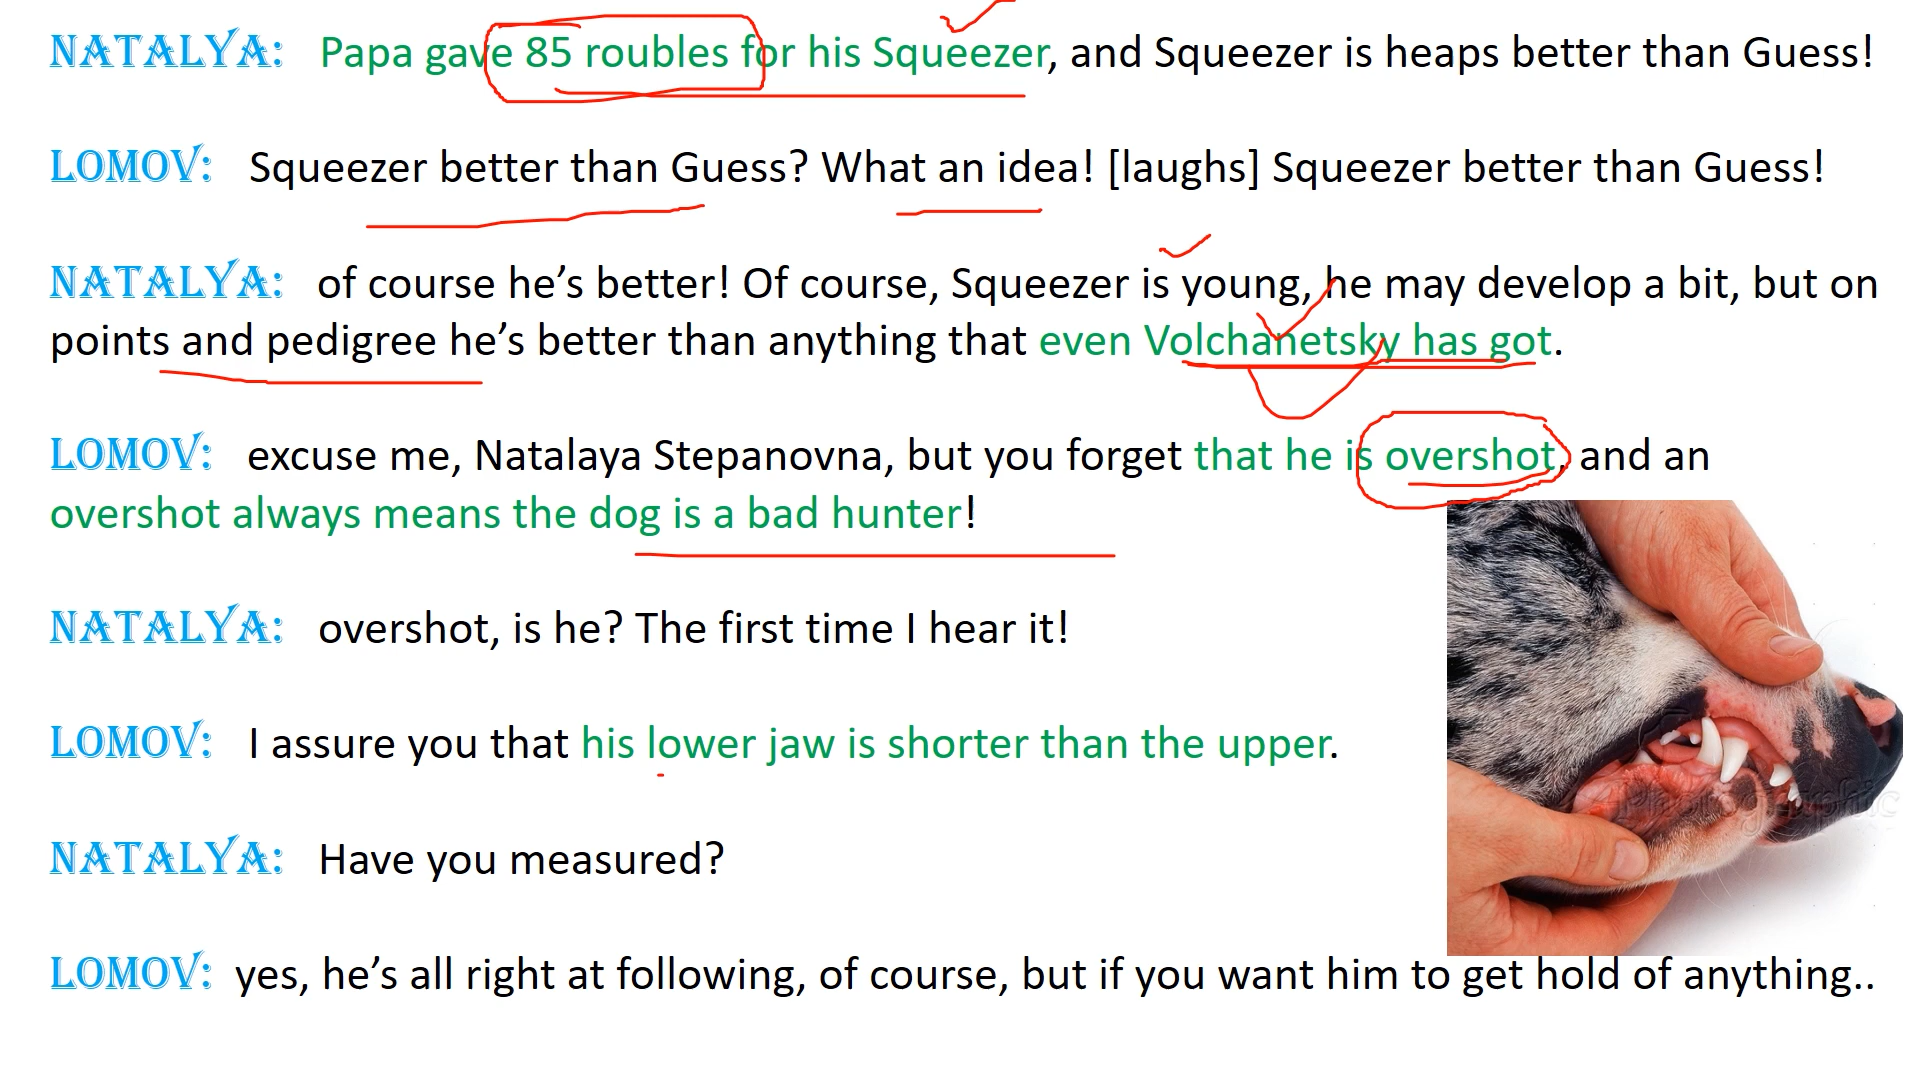 NATALYA: Papa gave 85 roubles for his Squeezer, and Squeezer is heaps better than Guess!
LOMOV: Squeezer better than Guess? What an idea! [laughs] Squeezer better than Guess!
NATALYA: of course he’s better! Of course, Squeezer is young, he may develop a bit, but on
points and pedigree he’s better than anything that even Volchanetsky has got.
LOMOV: excuse me, Natalaya Stepanovna, but you forget that he is overshot, and an
overshot always means the dog is a bad hunter!
NATALYA: overshot, is he? The first time I hear it!
LOMOV: I assure you that his lower jaw is shorter than the upper.
NATALYA: Have you measured?
LOMOV: yes, he’s all right at following, of course, but if you want him to get hold of anything..